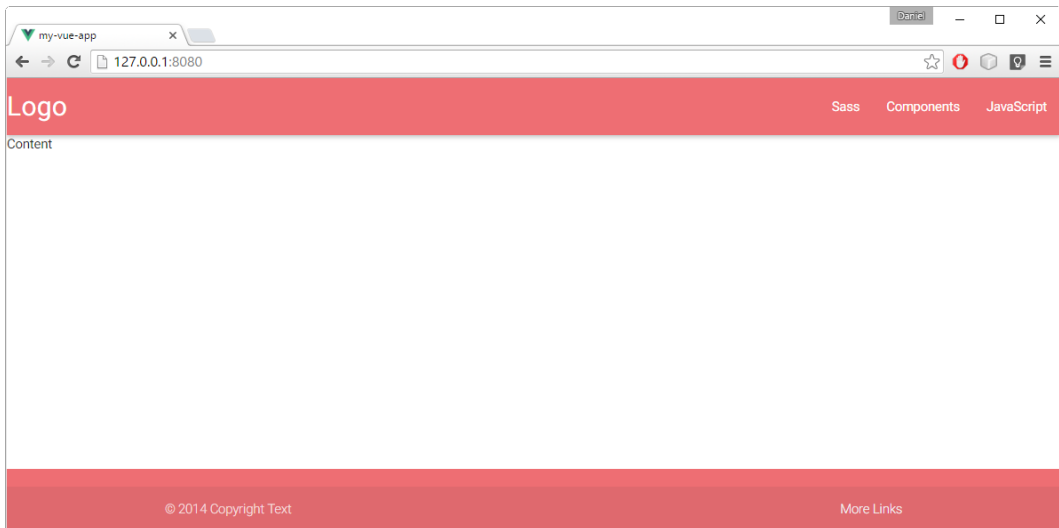 Daniel
my-vue-app
127.0.0.1:8080
Logo Sass Components JavaScript
Content
© 2014 Copyright Text More Links